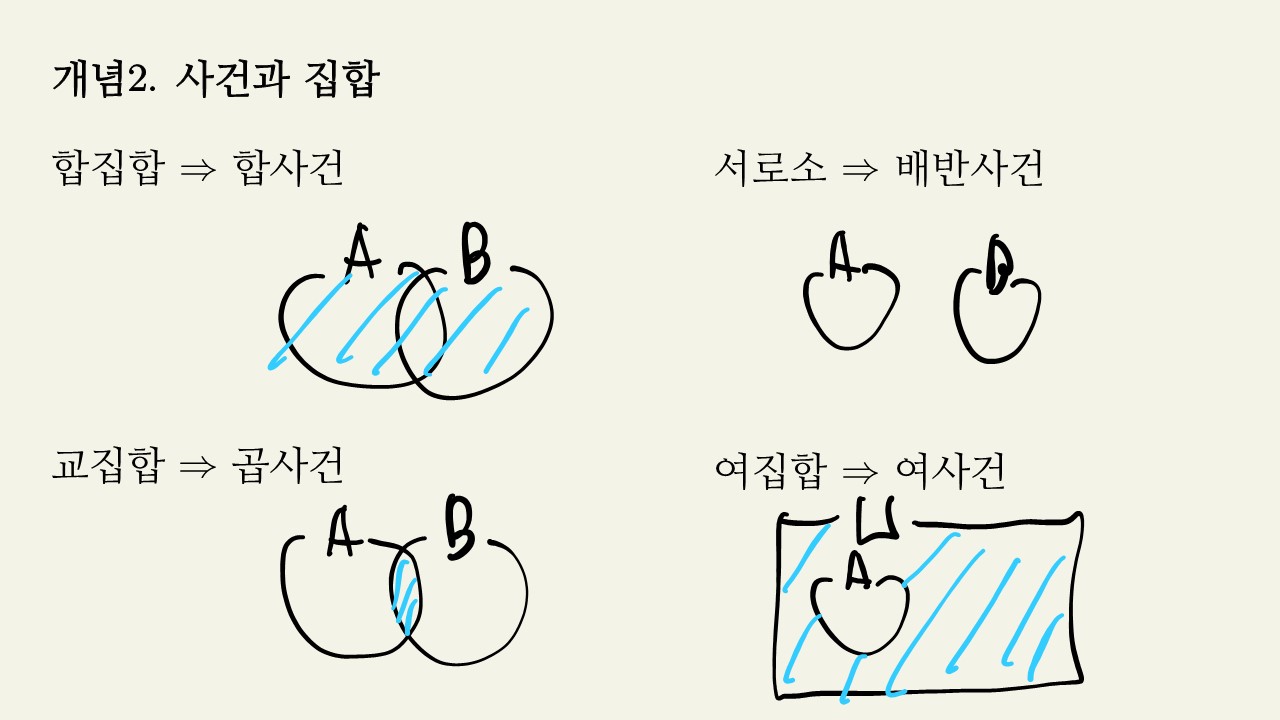 개념2. 사건과 집합
합집합 ⇒ 합사건
A B
교집합 ⇒ 곱사건
A B
서로소 ⇒ 배반사건
A B
여집합 ⇒ 여사건
U
A